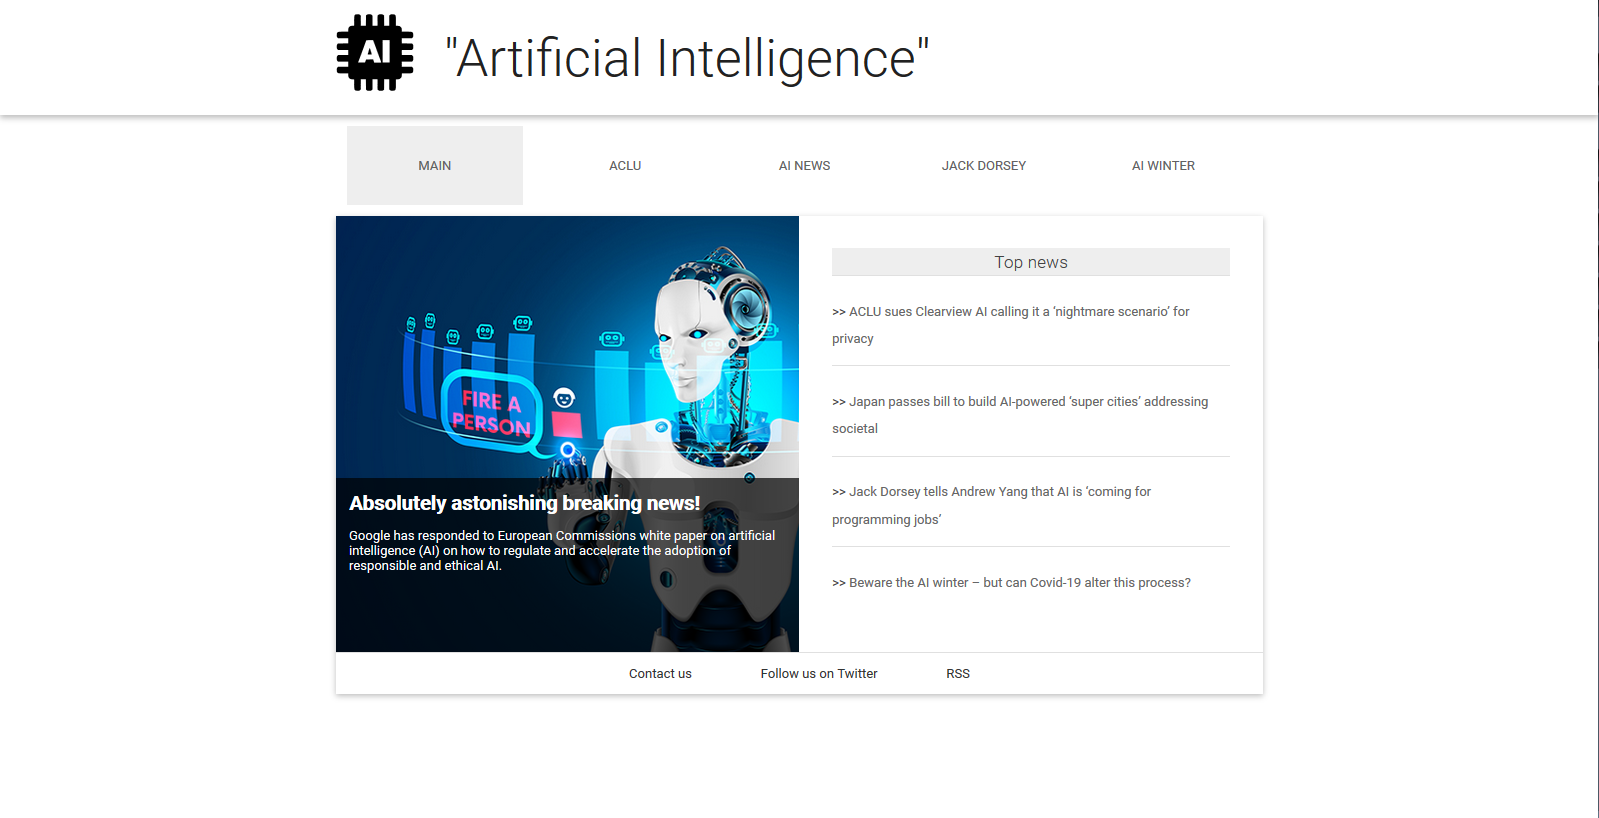 AI
"Artificial Intelligence"
MAIN
ACLU
AI NEWS
JACK DORSEY
AI WINTER
FIRE A
PERSON
Absolutely astonishing breaking news!
Google has responded to European Commissions white paper on artificial
intelligence (AI) on how to regulate and accelerate the adoption of
responsible and ethical AI.
Top news
>> ACLU sues Clearview AI calling it a ‘nightmare scenario’ for
privacy
>> Japan passes bill to build AI-powered ‘super cities’ addressing
societal
>> Jack Dorsey tells Andrew Yang that AI is ‘coming for
programming jobs’
>> Beware the AI winter – but can Covid-19 alter this process?
Contact us
Follow us on Twitter
RSS